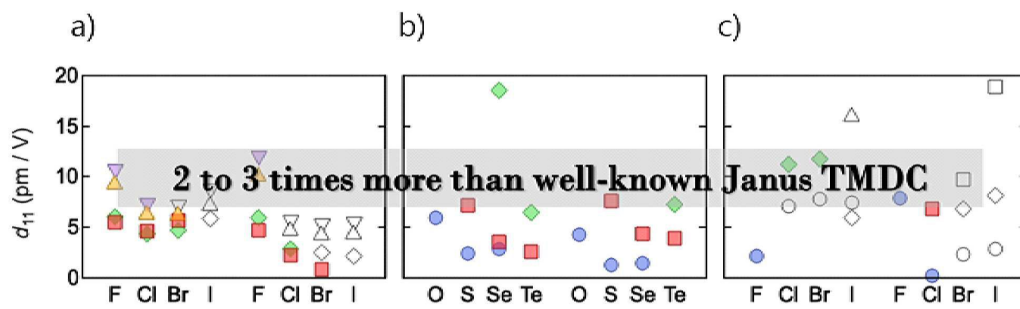 a) b) c)
20
15
10
5
0
d11 (pm / V)
2 to 3 times more than well-known Janus TMDC
F Cl Br I F Cl Br I
O S Se Te O S Se Te
F Cl Br I F Cl Br I